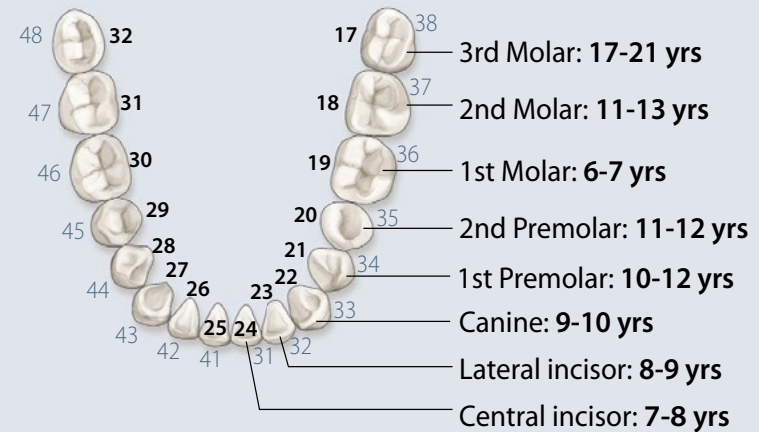 48 32 17 38
3rd Molar: 17-21 yrs
47 31 18 37
2nd Molar: 11-13 yrs
46 30 19 36
1st Molar: 6-7 yrs
45 29 20 35
2nd Premolar: 11-12 yrs
44 28 21 34
1st Premolar: 10-12 yrs
43 27 22 33
Canine: 9-10 yrs
42 26 23 32
Lateral incisor: 8-9 yrs
41 25 24 31
Central incisor: 7-8 yrs